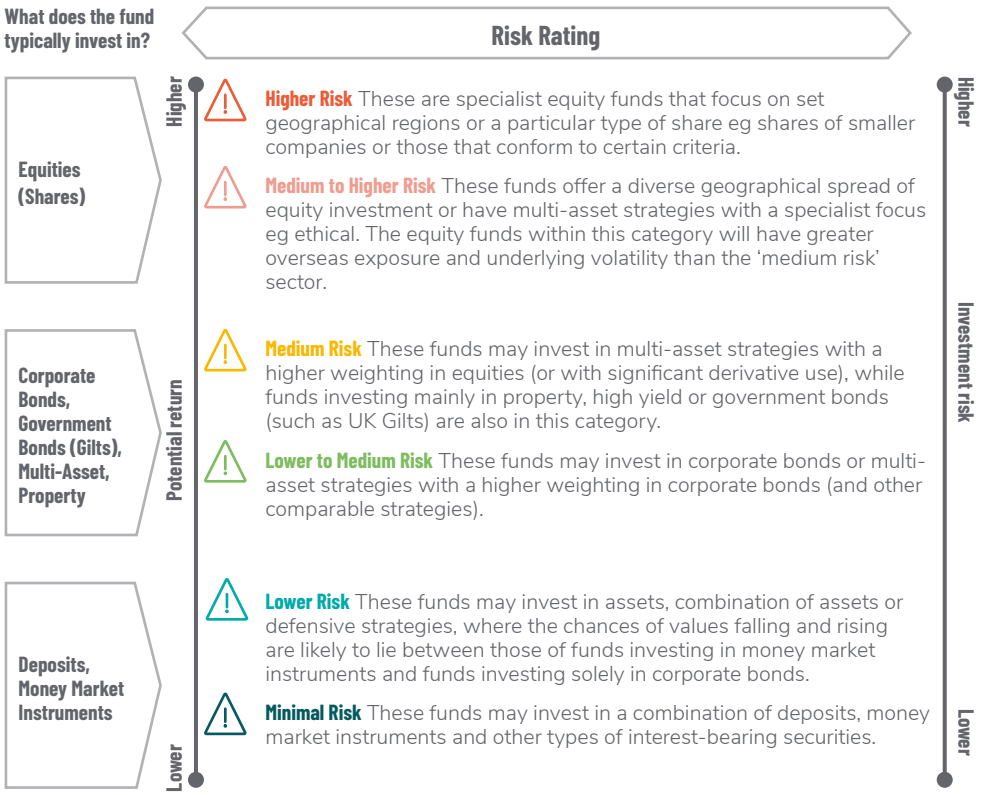 What does the fund
typically invest in?
Risk Rating
Higher
Potential return
Lower
Higher
Investment risk
Lower
Equities
(Shares)
Higher Risk These are specialist equity funds that focus on set
geographical regions or a particular type of share eg shares of smaller
companies or those that conform to certain criteria.
Medium to Higher Risk These funds offer a diverse geographical spread of
equity investment or have multi-asset strategies with a specialist focus
eg ethical. The equity funds within this category will have greater
overseas exposure and underlying volatility than the ‘medium risk’
sector.
Corporate
Bonds,
Government
Bonds (Gilts),
Multi-Asset,
Property
Medium Risk These funds may invest in multi-asset strategies with a
higher weighting in equities (or with significant derivative use), while
funds investing mainly in property, high yield or government bonds
(such as UK Gilts) are also in this category.
Lower to Medium Risk These funds may invest in corporate bonds or multi-
asset strategies with a higher weighting in corporate bonds (and other
comparable strategies).
Deposits,
Money Market
Instruments
Lower Risk These funds may invest in assets, combination of assets or
defensive strategies, where the chances of values falling and rising
are likely to lie between those of funds investing in money market
instruments and funds investing solely in corporate bonds.
Minimal Risk These funds may invest in a combination of deposits, money
market instruments and other types of interest-bearing securities.